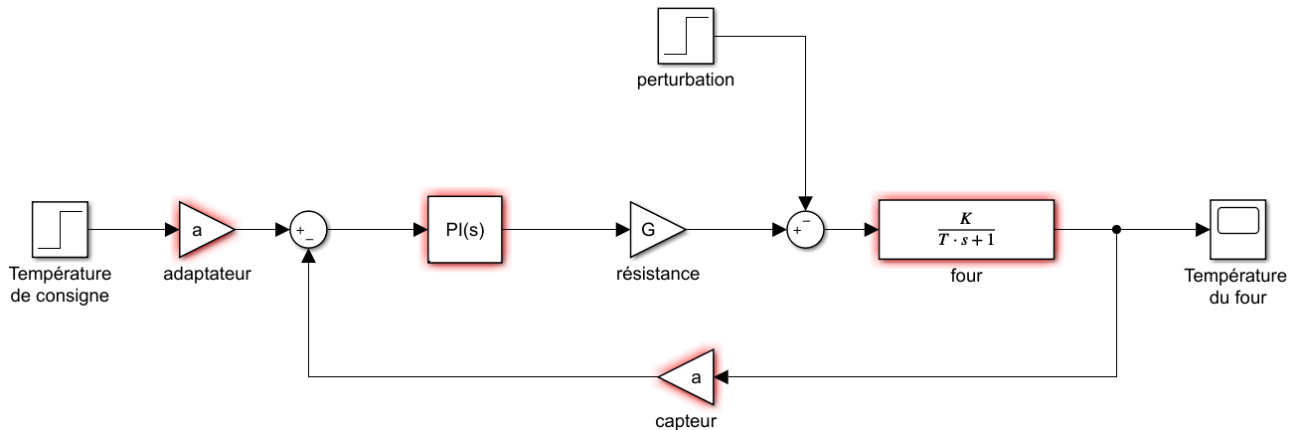 perturbation
Température
de consigne
a
adaptateur
+
−
PI(s)
G
résistance
+
−
K
T · s + 1
four
Température
du four
a
capteur